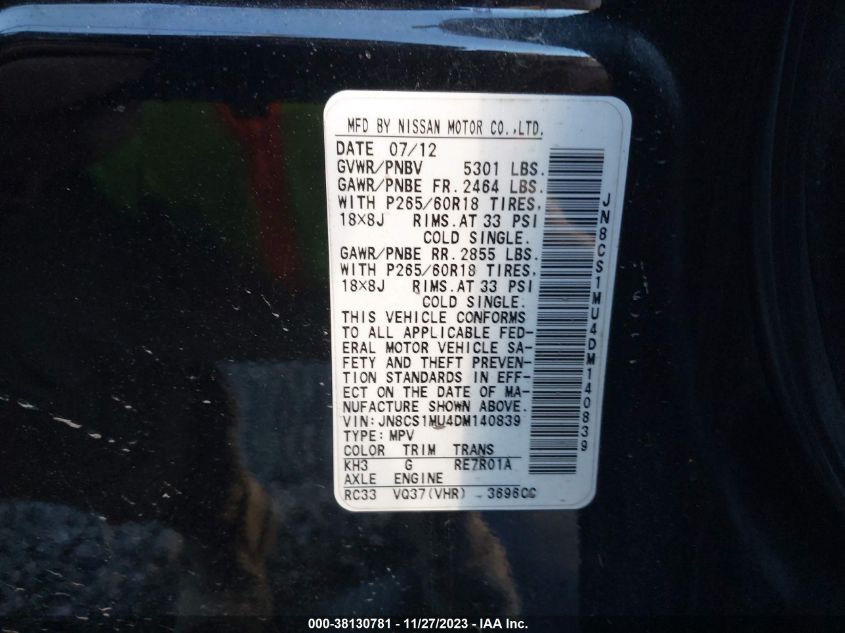 MFD BY NISSAN MOTOR CO.,LTD.
DATE 07/12
GVWR/PNBV 5301 LBS.
GAWR/PNBE FR. 2464 LBS.
WITH P265/60R18 TIRES,
18X8J RIMS.AT 33 PSI
COLD SINGLE.
GAWR/PNBE RR. 2855 LBS.
WITH P265/60R18 TIRES,
18X8J RIMS.AT 33 PSI
COLD SINGLE.
THIS VEHICLE CONFORMS
TO ALL APPLICABLE FED-
ERAL MOTOR VEHICLE SA-
FETY AND THEFT PREVEN-
TION STANDARDS IN EFF-
ECT ON THE DATE OF MA-
NUFACTURE SHOWN ABOVE.
VIN:JN8CS1MU4DM140839
TYPE:MPV
COLOR TRIM TRANS
KH3 G RE7R01A
AXLE ENGINE
RC33 VQ37(VHR) - 3696CC
JN8CS1MU4DM140839
000-38130781 - 11/27/2023 - IAA Inc.